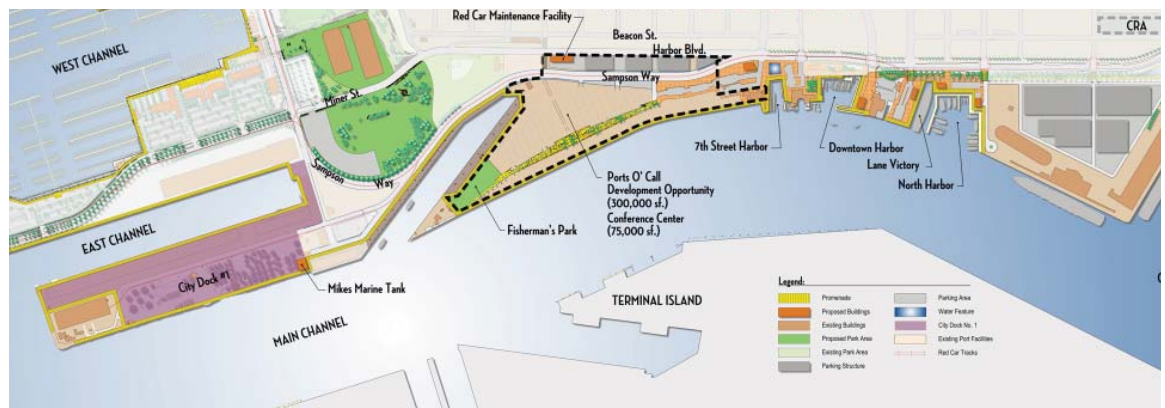 Red Car Maintenance Facility
Beacon St.
Harbor Blvd.
CRA
WEST CHANNEL
Sampson Way
Miner St.
7th Street Harbor
Downtown Harbor
Lane Victory
North Harbor
Sampson Way
Ports O' Call
Development Opportunity
(300,000 sf.)
Conference Center
(75,000 sf.)
Fisherman's Park
EAST CHANNEL
City Dock #1
Mikes Marine Tank
MAIN CHANNEL
TERMINAL ISLAND
Legend:
Promenade
Proposed Buildings
Existing Buildings
Proposed Park Area
Existing Park Area
Parking Structure
Parking Area
Water Feature
City Dock No. 1
Existing Port Facilities
Red Car Tracks